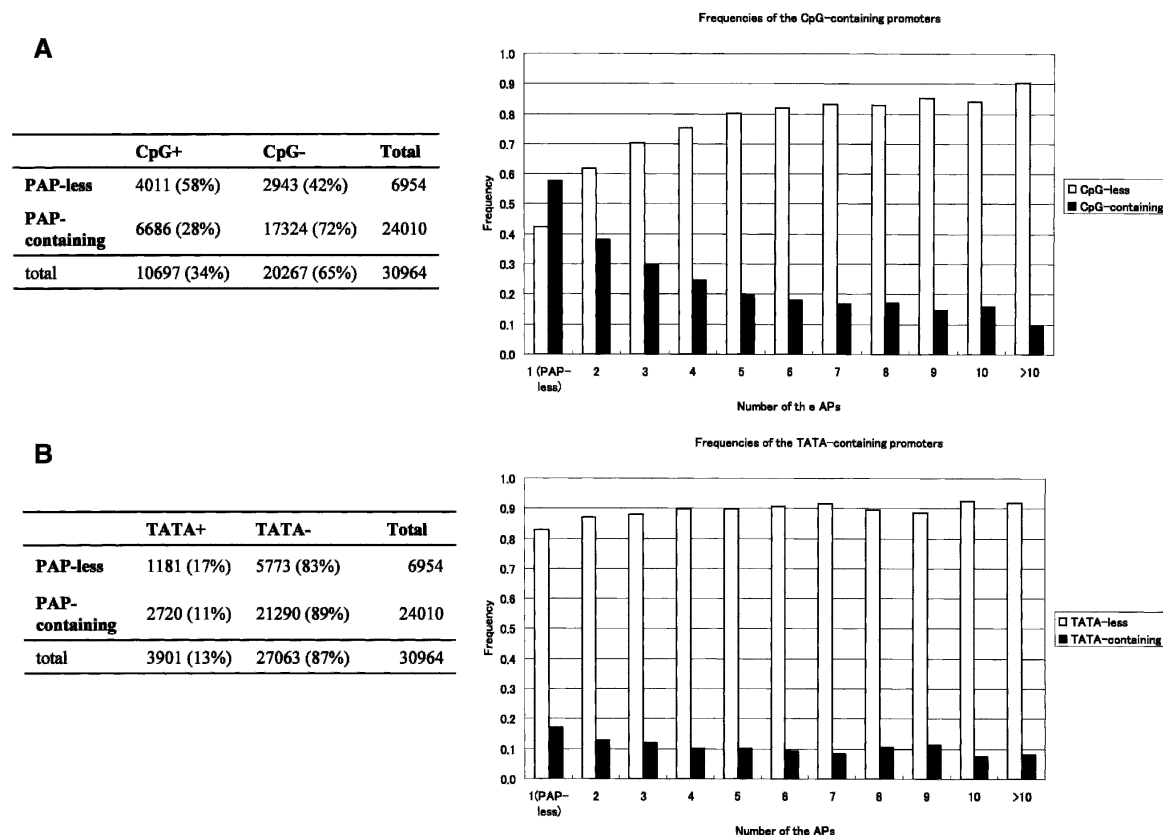 A
CpG+ CpG- Total
PAP-less 4011 (58%) 2943 (42%) 6954
PAP-
containing 6686 (28%) 17324 (72%) 24010
total 10697 (34%) 20267 (65%) 30964
Frequencies of the CpG-containing promoters
1.0
0.9
0.8
0.7
0.6
0.5
0.4
0.3
0.2
0.1
0.0
Frequency
1 (PAP-
less) 2 3 4 5 6 7 8 9 10 >10
Number of th e APs
CpG-less
CpG-containing
B
TATA+ TATA- Total
PAP-less 1181 (17%) 5773 (83%) 6954
PAP-
containing 2720 (11%) 21290 (89%) 24010
total 3901 (13%) 27063 (87%) 30964
Frequencies of the TATA-containing promoters
1.0
0.9
0.8
0.7
0.6
0.5
0.4
0.3
0.2
0.1
0.0
Frequency
1(PAP-
less) 2 3 4 5 6 7 8 9 10 >10
Number of the APs
TATA-less
TATA-containing